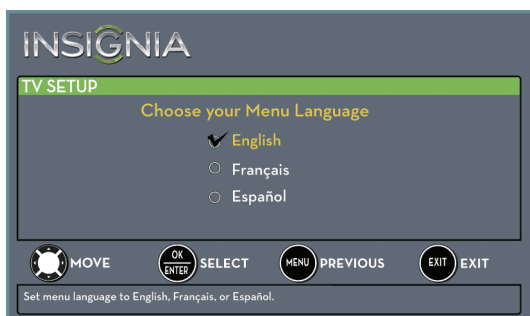 INSIGNIA
TV SETUP
Choose your Menu Language
English
Français
Español
MOVE OK ENTER SELECT MENU PREVIOUS EXIT EXIT
Set menu language to English, Français, or Español.